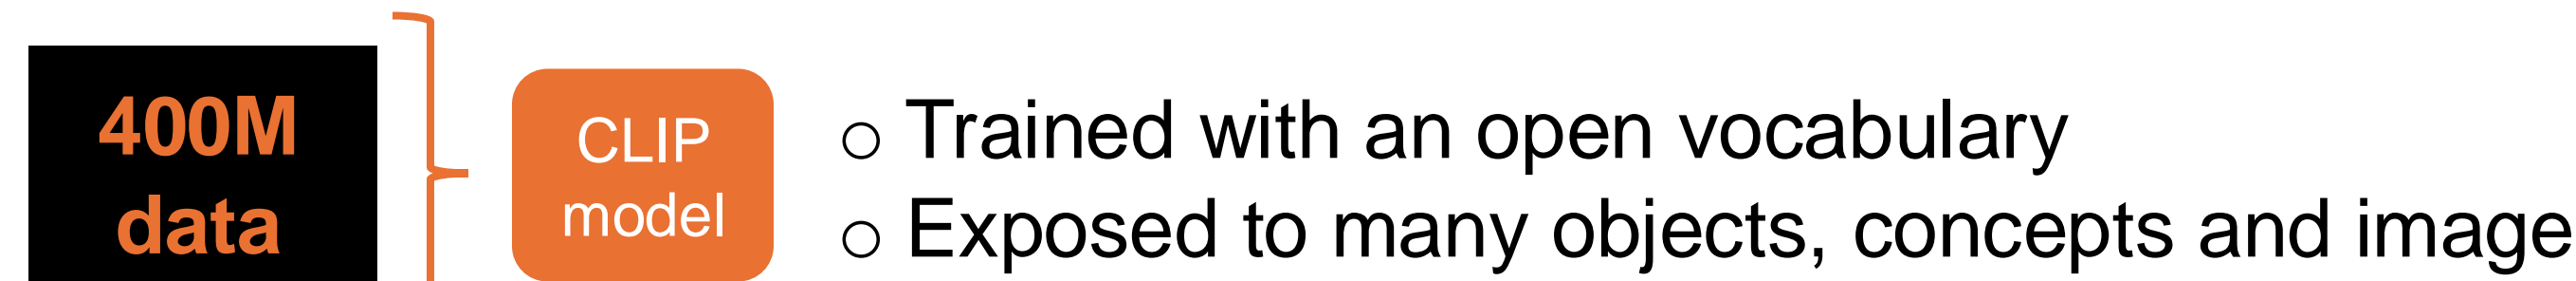 400M
data
CLIP
model
○ Trained with an open vocabulary
○ Exposed to many objects, concepts and image